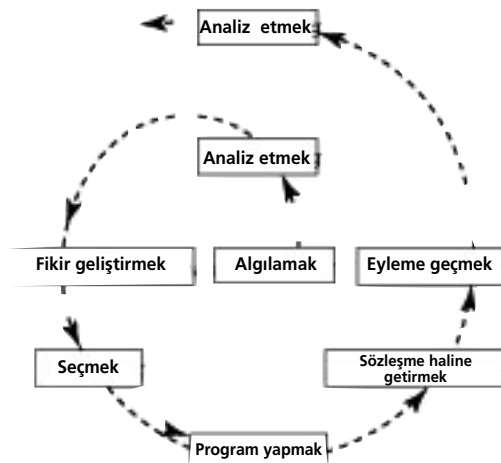 Analiz etmek
Analiz etmek
Fikir geliştirmek
Algılamak
Eyleme geçmek
Seçmek
Sözleşme haline
getirmek
Program yapmak